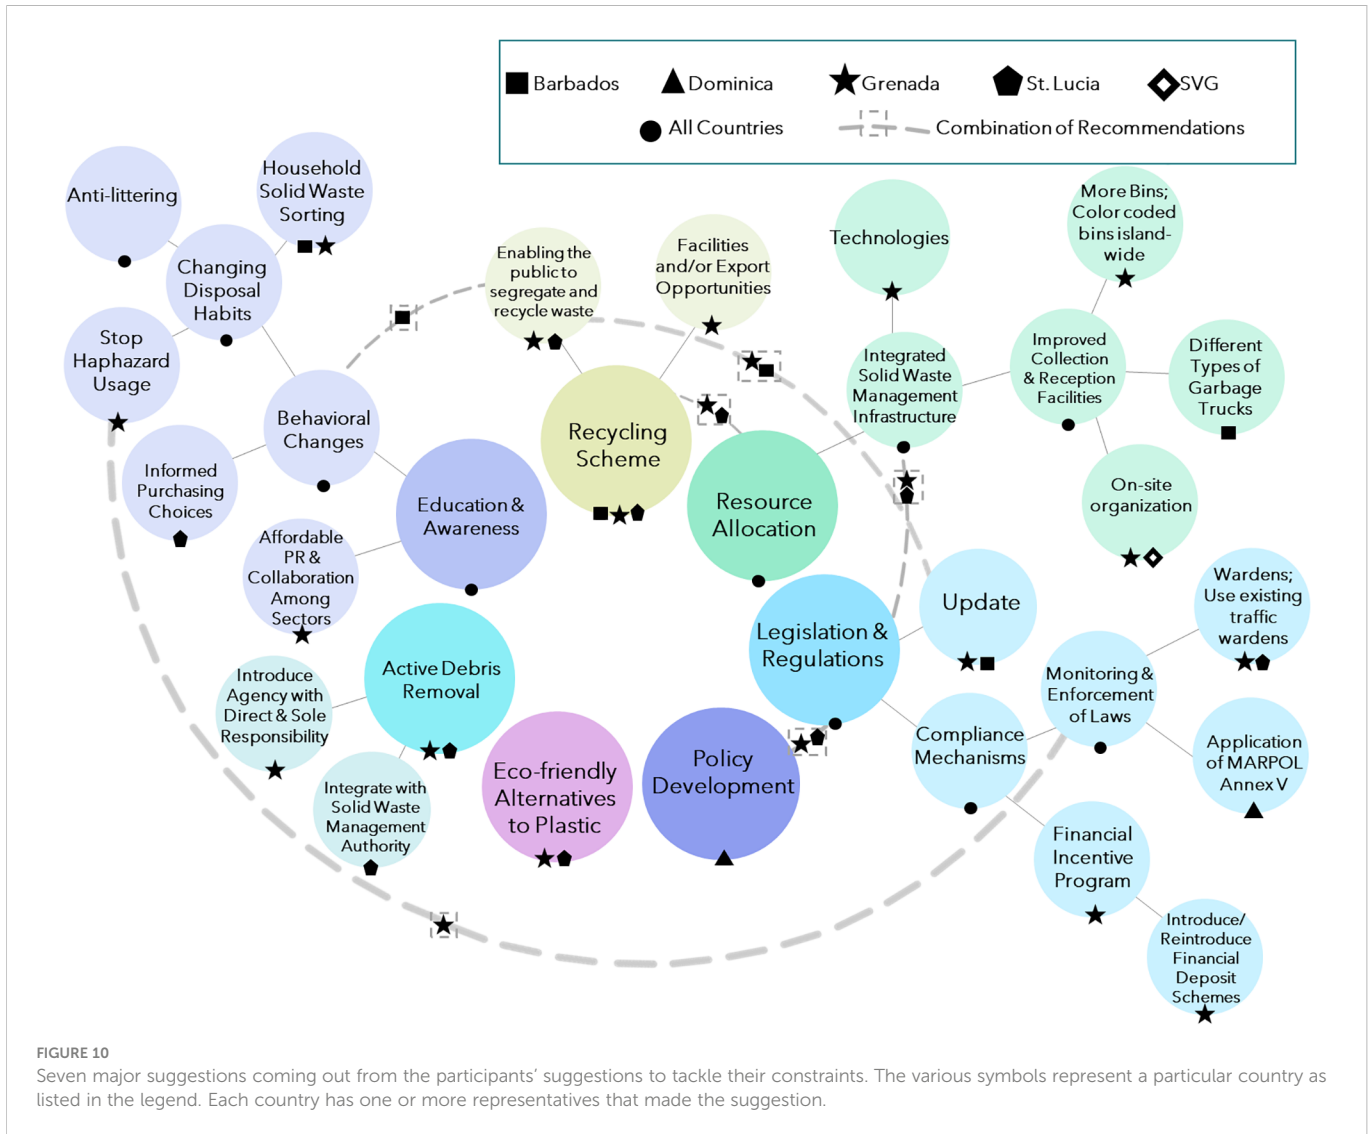 Barbados
Dominica
Grenada
St. Lucia
SVG
All Countries
Combination of Recommendations
Anti-littering
Household
Solid Waste
Sorting
Changing
Disposal
Habits
Stop
Haphazard
Usage
Behavioral
Changes
Informed
Purchasing
Choices
Education &
Awareness
Affordable
PR &
Collaboration
Among
Sectors
Enabling the
public to
segregate and
recycle waste
Facilities
and/or Export
Opportunities
Recycling
Scheme
Technologies
Integrated
Solid Waste
Management
Infrastructure
Resource
Allocation
More Bins;
Color coded
bins island-
wide
Improved
Collection
& Reception
Facilities
Different
Types of
Garbage
Trucks
On-site
organization
Legislation &
Regulations
Update
Compliance
Mechanisms
Monitoring &
Enforcement
of Laws
Wardens;
Use existing
traffic
wardens
Application
of MARPOL
Annex V
Financial
Incentive
Program
Introduce/
Reintroduce
Financial
Deposit
Schemes
Active Debris
Removal
Introduce
Agency with
Direct & Sole
Responsibility
Integrate with
Solid Waste
Management
Authority
Eco-friendly
Alternatives
to Plastic
Policy
Development
FIGURE 10
Seven major suggestions coming out from the participants' suggestions to tackle their constraints. The various symbols represent a particular country as
listed in the legend. Each country has one or more representatives that made the suggestion.